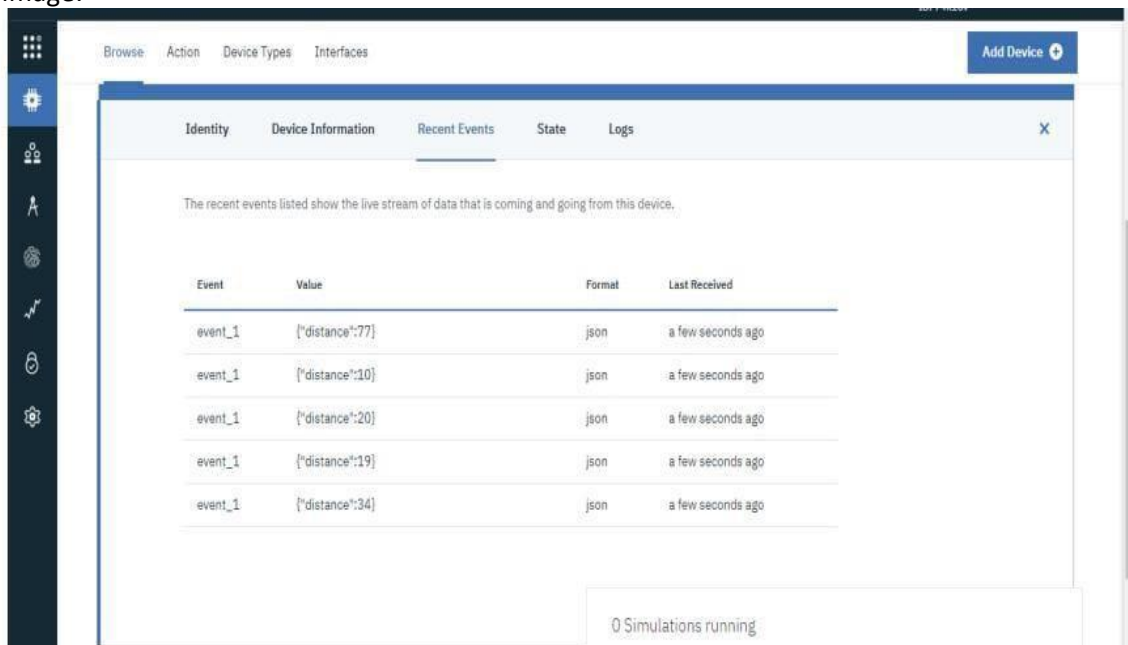 image.
Browse Action Device Types Interfaces Add Device
Identity Device Information Recent Events State Logs X
The recent events listed show the live stream of data that is coming and going from this device.
Event Value Format Last Received
event_1 {"distance":77} json a few seconds ago
event_1 {"distance":10} json a few seconds ago
event_1 {"distance":20} json a few seconds ago
event_1 {"distance":19} json a few seconds ago
event_1 {"distance":34} json a few seconds ago
0 Simulations running